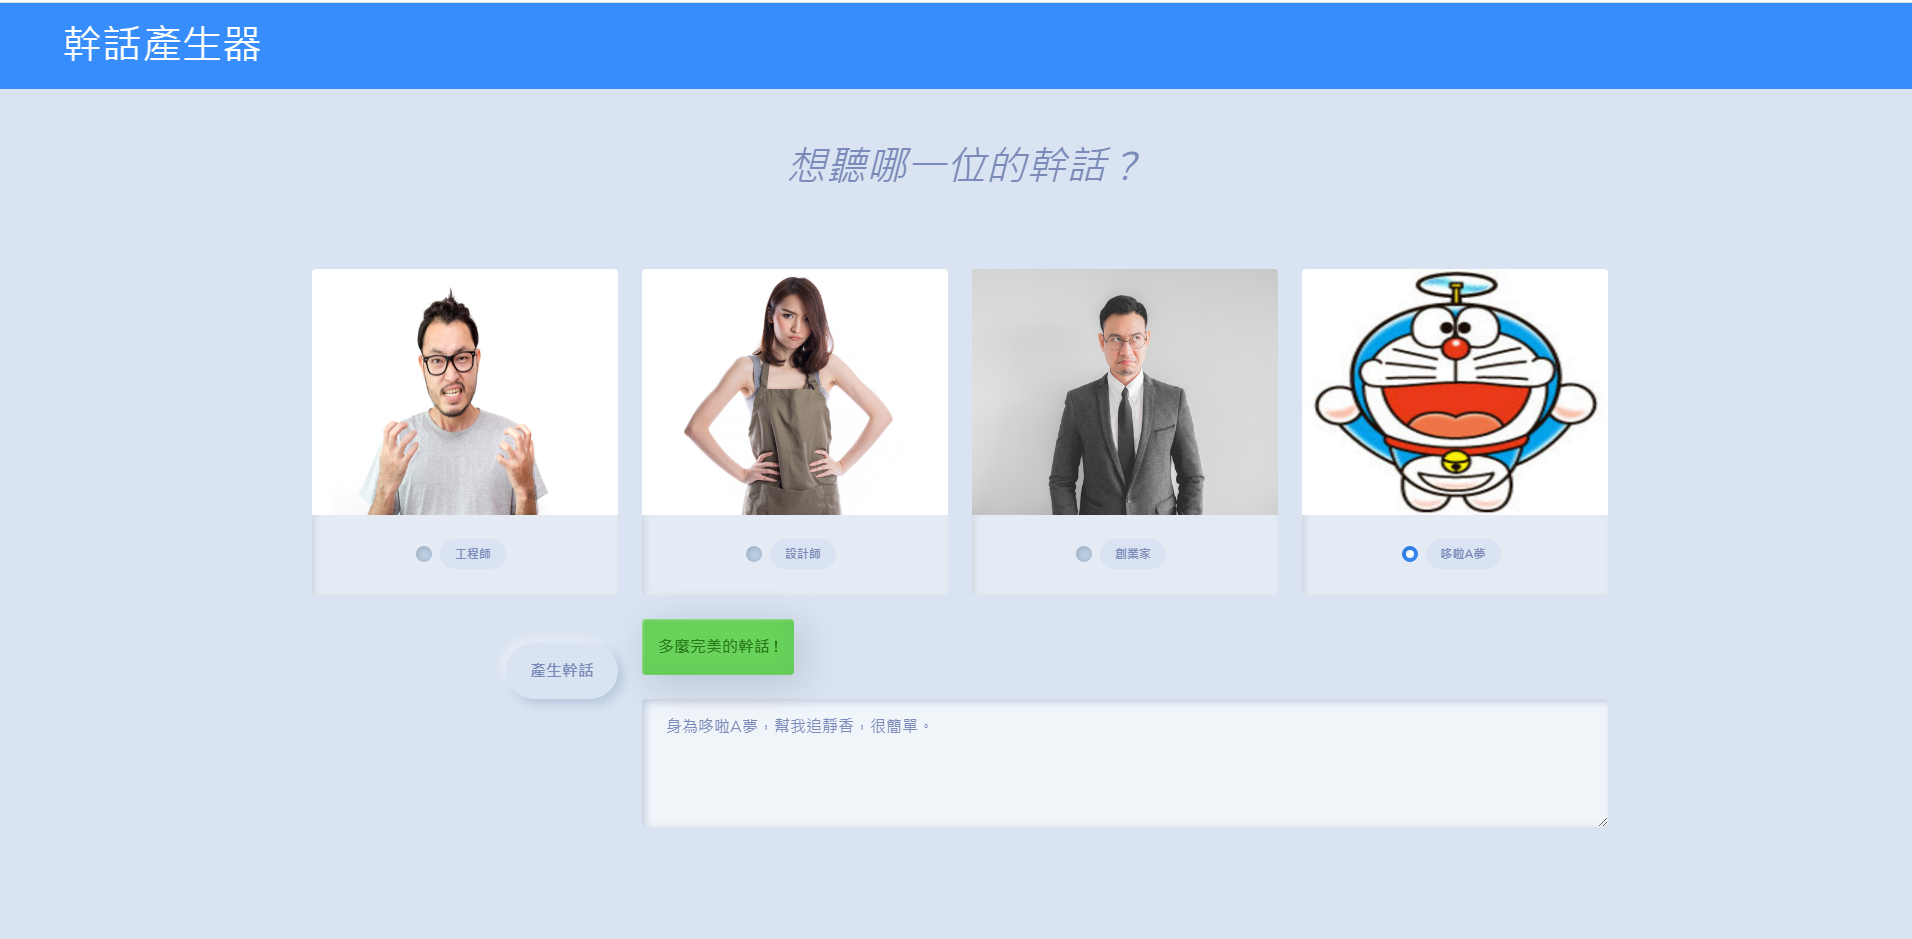 幹話產生器
想聽哪一位的幹話？
工程師
設計師
創業家
哆啦A夢
產生幹話
多麼完美的幹話！
身為哆啦A夢，幫我追靜香，很簡單。